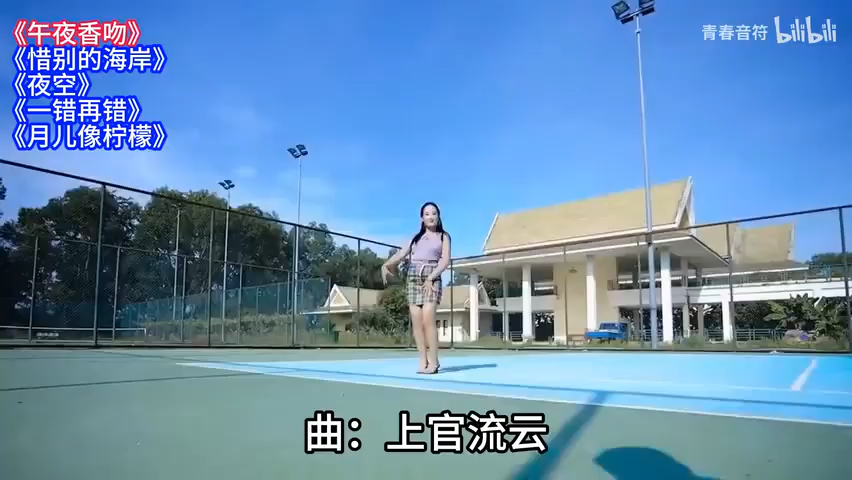 《午夜香吻》
《惜别的海岸》
《夜空》
《一错再错》
《月儿像柠檬》
青春音符 bilibili
曲：上官流云